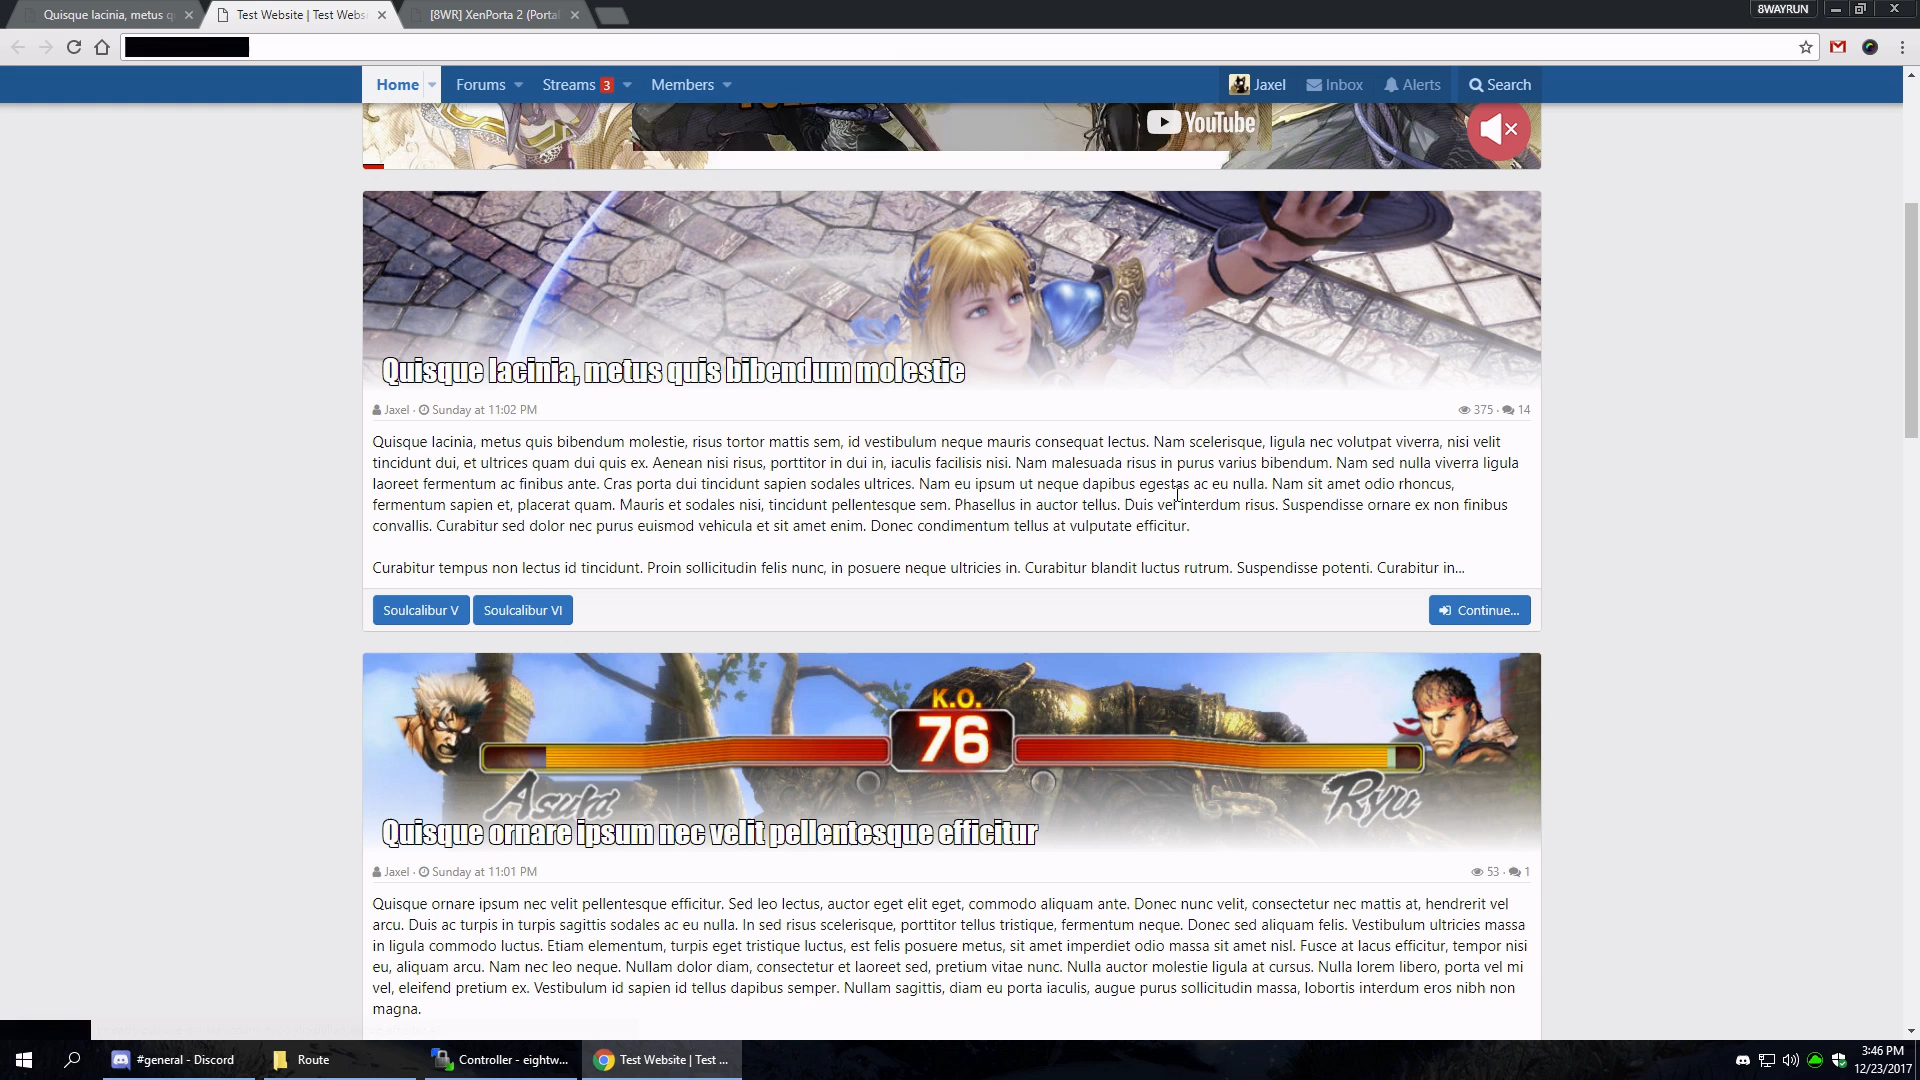 Quisque lacinia, metus q
Test Website | Test Webs
[8WR] XenPorta 2 (Portal
8WAYRUN
Home
Forums
Streams 3
Members
Jaxel
Inbox
Alerts
Search
YouTube
Quisque lacinia, metus quis bibendum molestie
Jaxel · Sunday at 11:02 PM
375 · 14
Quisque lacinia, metus quis bibendum molestie, risus tortor mattis sem, id vestibulum neque mauris consequat lectus. Nam scelerisque, ligula nec volutpat viverra, nisi velit
tincidunt dui, et ultrices quam dui quis ex. Aenean nisi risus, porttitor in dui in, iaculis facilisis nisi. Nam malesuada risus in purus varius bibendum. Nam sed nulla viverra ligula
laoreet fermentum ac finibus ante. Cras porta dui tincidunt sapien sodales ultrices. Nam eu ipsum ut neque dapibus egestas ac eu nulla. Nam sit amet odio rhoncus,
fermentum sapien et, placerat quam. Mauris et sodales nisi, tincidunt pellentesque sem. Phasellus in auctor tellus. Duis vel interdum risus. Suspendisse ornare ex non finibus
convallis. Curabitur sed dolor nec purus euismod vehicula et sit amet enim. Donec condimentum tellus at vulputate efficitur.
Curabitur tempus non lectus id tincidunt. Proin sollicitudin felis nunc, in posuere neque ultricies in. Curabitur blandit luctus rutrum. Suspendisse potenti. Curabitur in...
Soulcalibur V
Soulcalibur VI
Continue...
K.O.
76
Asura
Ryu
Quisque ornare ipsum nec velit pellentesque efficitur
Jaxel · Sunday at 11:01 PM
53 · 1
Quisque ornare ipsum nec velit pellentesque efficitur. Sed leo lectus, auctor eget elit eget, commodo aliquam ante. Donec nunc velit, consectetur nec mattis at, hendrerit vel
arcu. Duis ac turpis in turpis sagittis sodales ac eu nulla. In sed risus scelerisque, porttitor tellus tristique, fermentum neque. Donec sed aliquam felis. Vestibulum ultricies massa
in ligula commodo luctus. Etiam elementum, turpis eget tristique luctus, est felis posuere metus, sit amet imperdiet odio massa sit amet nisl. Fusce at lacus efficitur, tempor nisi
eu, aliquam arcu. Nam nec leo neque. Nullam dolor diam, consectetur et laoreet sed, pretium vitae nunc. Nulla auctor molestie ligula at cursus. Nulla lorem libero, porta vel mi
vel, eleifend pretium ex. Vestibulum id sapien id tellus dapibus semper. Nullam sagittis, diam eu porta iaculis, augue purus sollicitudin massa, lobortis interdum eros nibh non
magna.
#general - Discord
Route
Controller - eightw...
Test Website | Test ...
3:46 PM
12/23/2017